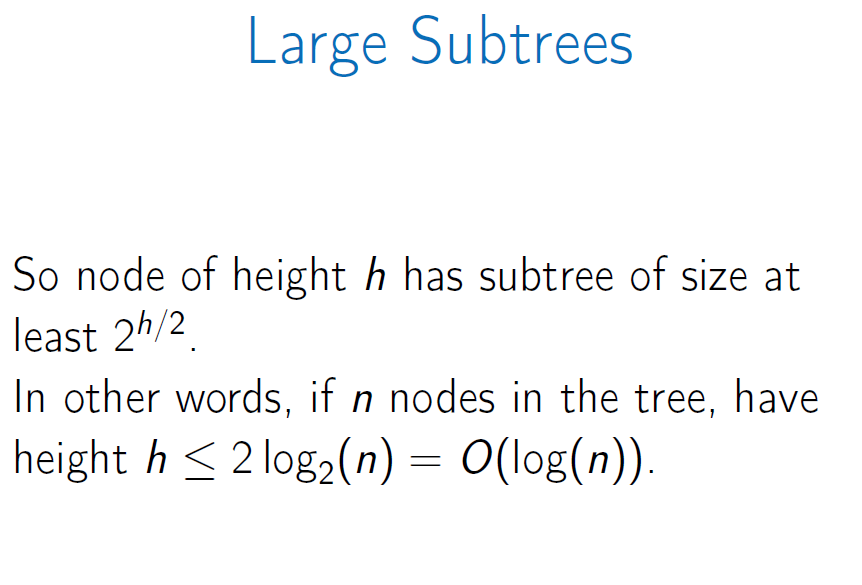 Large Subtrees
So node of height h has subtree of size at
least 2^{h/2}.
In other words, if n nodes in the tree, have
height h ≤ 2 log₂(n) = O(log(n)).